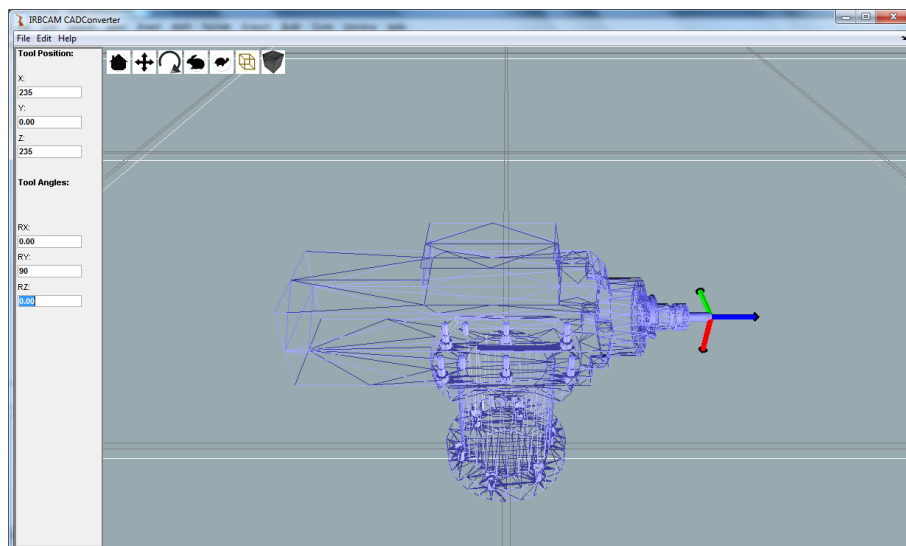 IRBCAM CADConverter
File Edit Help
Tool Position:
X:
235
Y:
0.00
Z:
235
Tool Angles:
RX:
0.00
RY:
90
RZ:
0.00